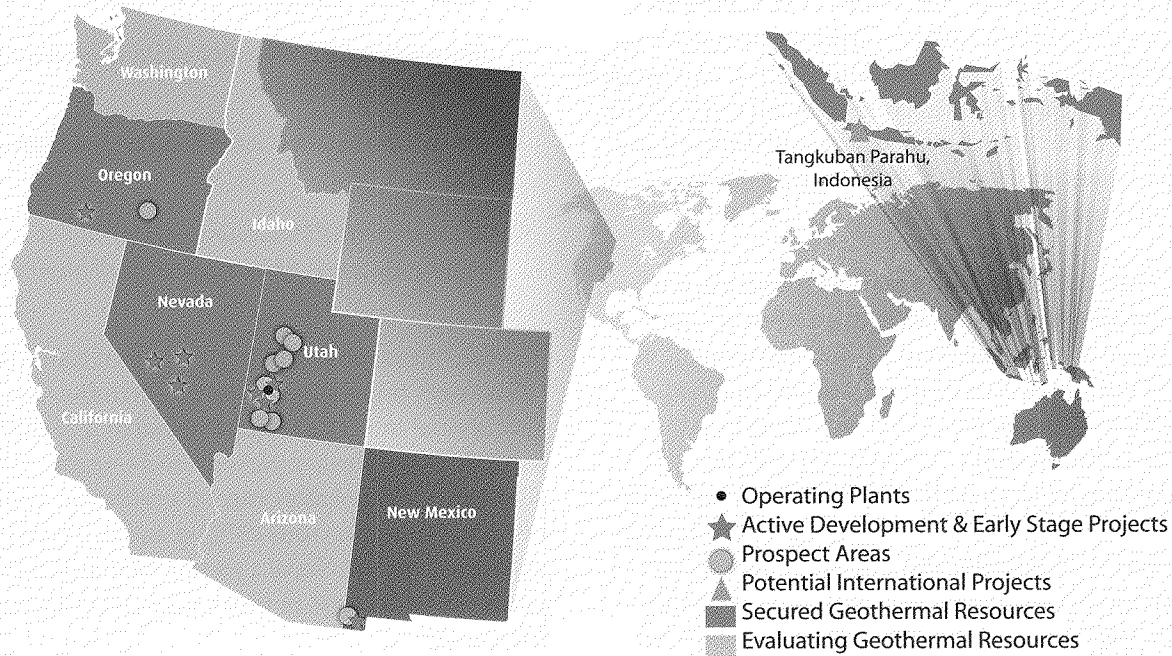 Washington
Oregon
Idaho
Nevada
Utah
California
Arizona
New Mexico
Tangkuban Parahu,
Indonesia
Operating Plants
Active Development & Early Stage Projects
Prospect Areas
Potential International Projects
Secured Geothermal Resources
Evaluating Geothermal Resources